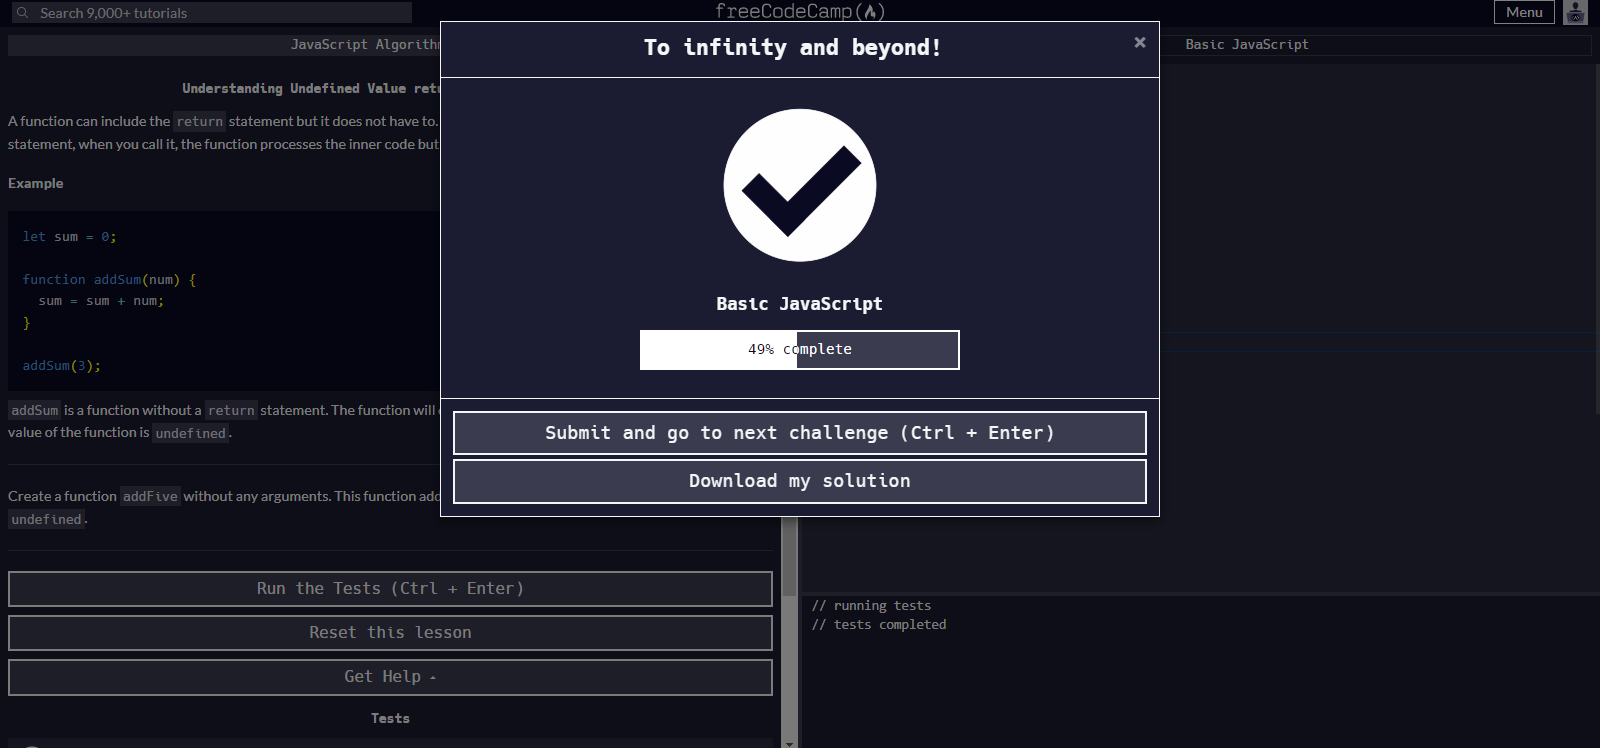 Search 9,000+ tutorials
freeCodeCamp
Menu
JavaScript Algorith
Basic JavaScript
Understanding Undefined Value
A function can include the return statement but it does not have to.
statement, when you call it, the function processes the inner code but
Example
let sum = 0;
function addSum(num) {
sum = sum + num;
}
addSum(3);
addSum is a function without a return statement. The function will
value of the function is undefined.
Create a function addFive without any arguments. This function
undefined.
Run the Tests (Ctrl + Enter)
Reset this lesson
Get Help
Tests
To infinity and beyond!
×
Basic JavaScript
49% complete
Submit and go to next challenge (Ctrl + Enter)
Download my solution
// running tests
// tests completed